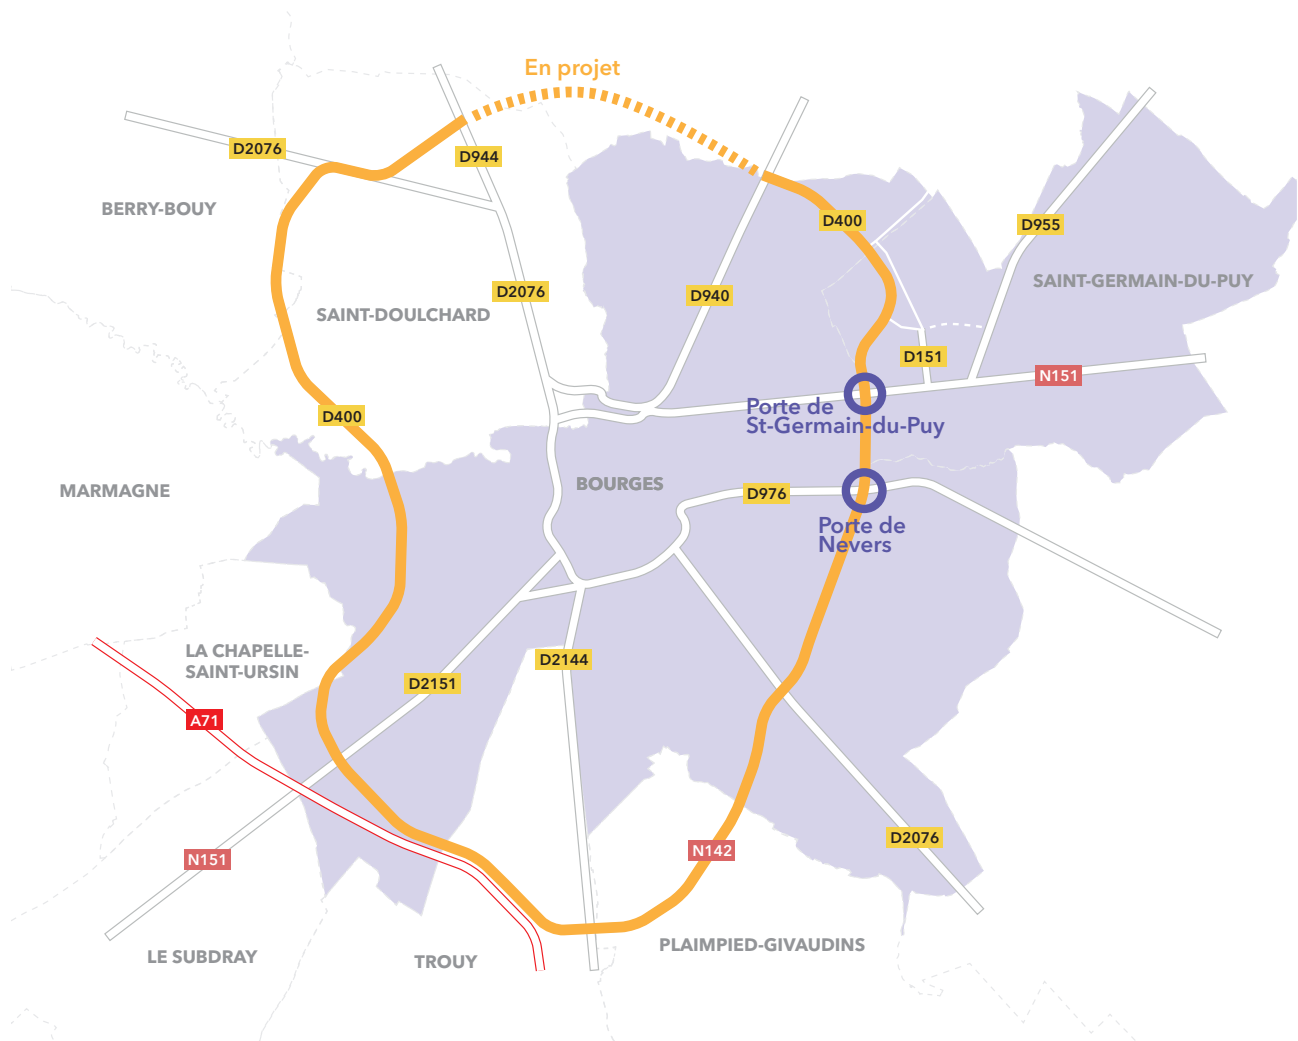 En projet
D2076
D944
BERRY-BOUY
D400
D955
D2076
D940
SAINT-GERMAIN-DU-PUY
SAINT-DOULCHARD
D151
N151
Porte de
St-Germain-du-Puy
D400
BOURGES
MARMAGNE
D976
Porte de
Nevers
LA CHAPELLE-
SAINT-URSIN
D2144
D2151
A71
D2076
N142
N151
PLAIMPIED-GIVAUDINS
LE SUBDRAY
TROUY